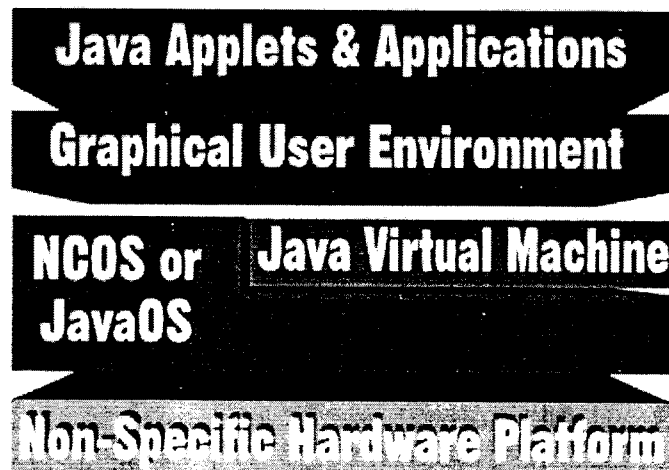 Java Applets & Applications
Graphical User Environment
NCOS or
JavaOS
Java Virtual Machine
Non-Specific Hardware Platform